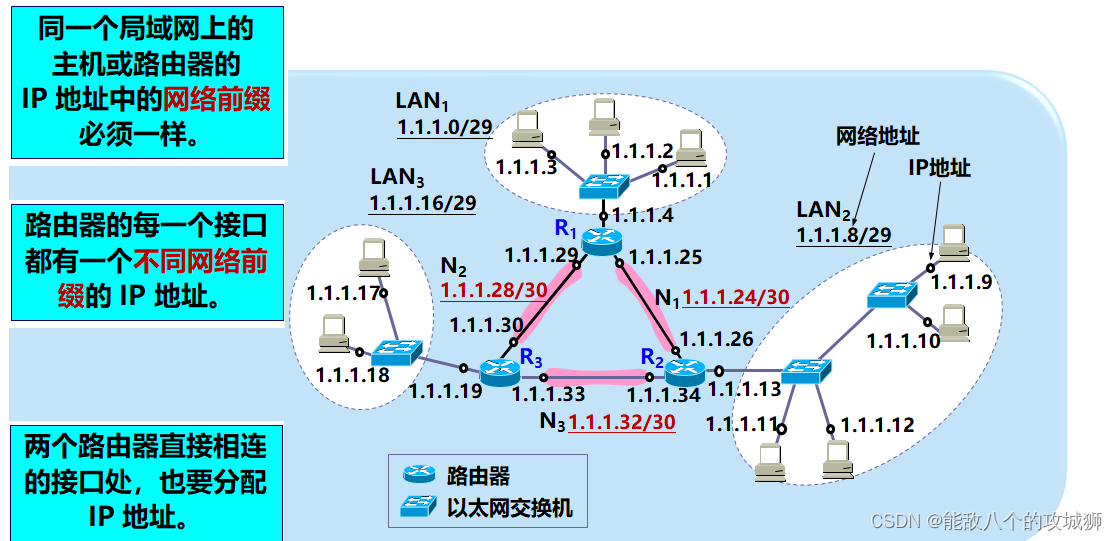 同一个局域网上的
主机或路由器的
IP 地址中的网络前缀
必须一样。
路由器的每一个接口
都有一个不同网络前
缀的 IP 地址。
两个路由器直接相连
的接口处，也要分配
IP 地址。
LAN₁
1.1.1.0/29
1.1.1.3
1.1.1.2
1.1.1.1
1.1.1.4
R₁
LAN₃
1.1.1.16/29
1.1.1.17
1.1.1.18
1.1.1.19
网络地址
IP地址
LAN₂
1.1.1.8/29
1.1.1.9
1.1.1.10
1.1.1.13
1.1.1.11
1.1.1.12
1.1.1.29
1.1.1.25
N₂
1.1.1.28/30
N₁ 1.1.1.24/30
1.1.1.30
1.1.1.26
R₃
R₂
1.1.1.33
1.1.1.34
N₃ 1.1.1.32/30
路由器
以太网交换机
CSDN @能敌八个的攻城狮